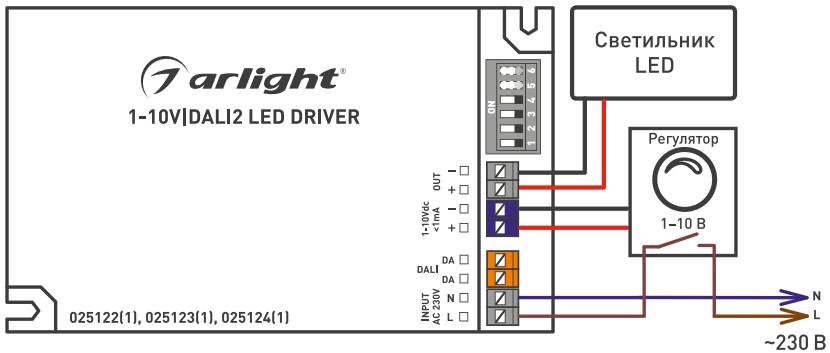 arlight®
1-10V|DALI2 LED DRIVER
ON
1 2 3 4 5 6
OUT
−
+
1-10Vdc
<1mA
−
+
DALI
DA
DA
INPUT
AC 230V
N
L
025122(1), 025123(1), 025124(1)
Светильник
LED
Регулятор
1–10 В
N
L
~230 В